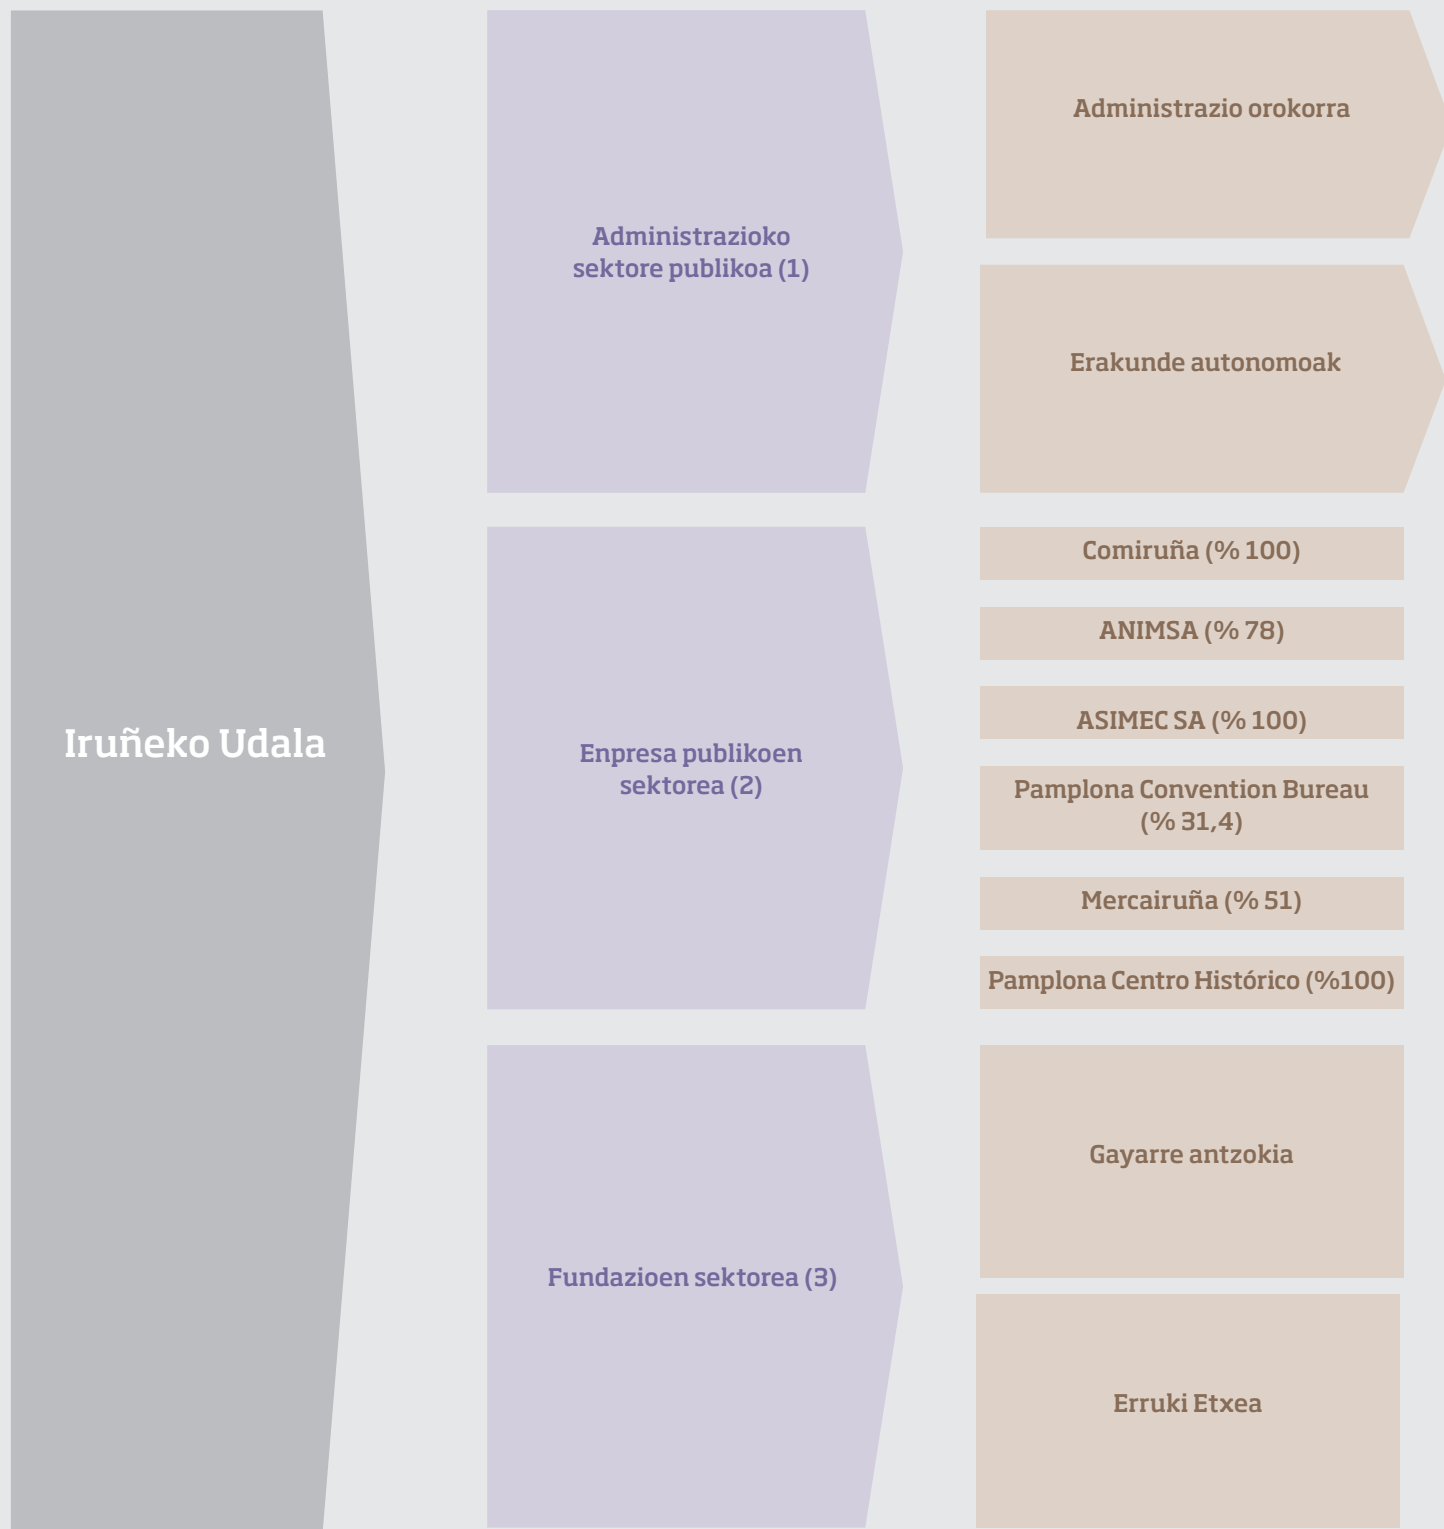 Iruñeko Udala
Administrazioko
sektore publikoa (1)
Administrazio orokorra
Erakunde autonomoak
Enpresa publikoen
sektorea (2)
Comiruña (% 100)
ANIMSA (% 78)
ASIMEC SA (% 100)
Pamplona Convention Bureau
(% 31,4)
Mercairuña (% 51)
Pamplona Centro Histórico (%100)
Fundazioen sektorea (3)
Gayarre antzokia
Erruki Etxea